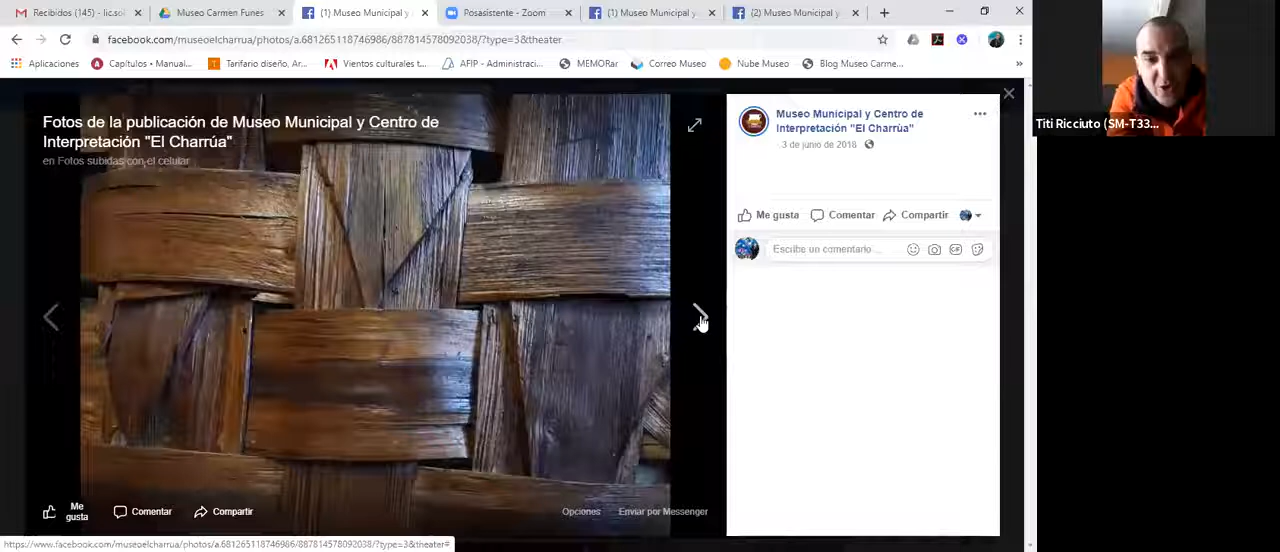 Recibidos (145) - lic.sol
Museo Carmen Funes
(1) Museo Municipal y
Posasistente - Zoom
(1) Museo Municipal y
(2) Museo Municipal y
facebook.com/museoelcharrua/photos/a.681265118746986/887814578092038/?type=3&theater
Aplicaciones
Capítulos • Manual...
Tarifario diseño, Ar...
Vientos culturales t...
AFIP - Administraci...
MEMORar
Correo Museo
Nube Museo
Blog Museo Carme...
»
Fotos de la publicación de Museo Municipal y Centro de
Interpretación "El Charrúa"
en Fotos subidas con el celular
Museo Municipal y Centro de
Interpretación "El Charrúa"
3 de junio de 2018
Me gusta
Comentar
Compartir
Escribe un comentario...
GIF
Me
gusta
Comentar
Compartir
Opciones
Enviar por Messenger
https://www.facebook.com/museoelcharrua/photos/a.681265118746986/887814578092038/?type=3&theater#
Titi Ricciuto (SM-T33...